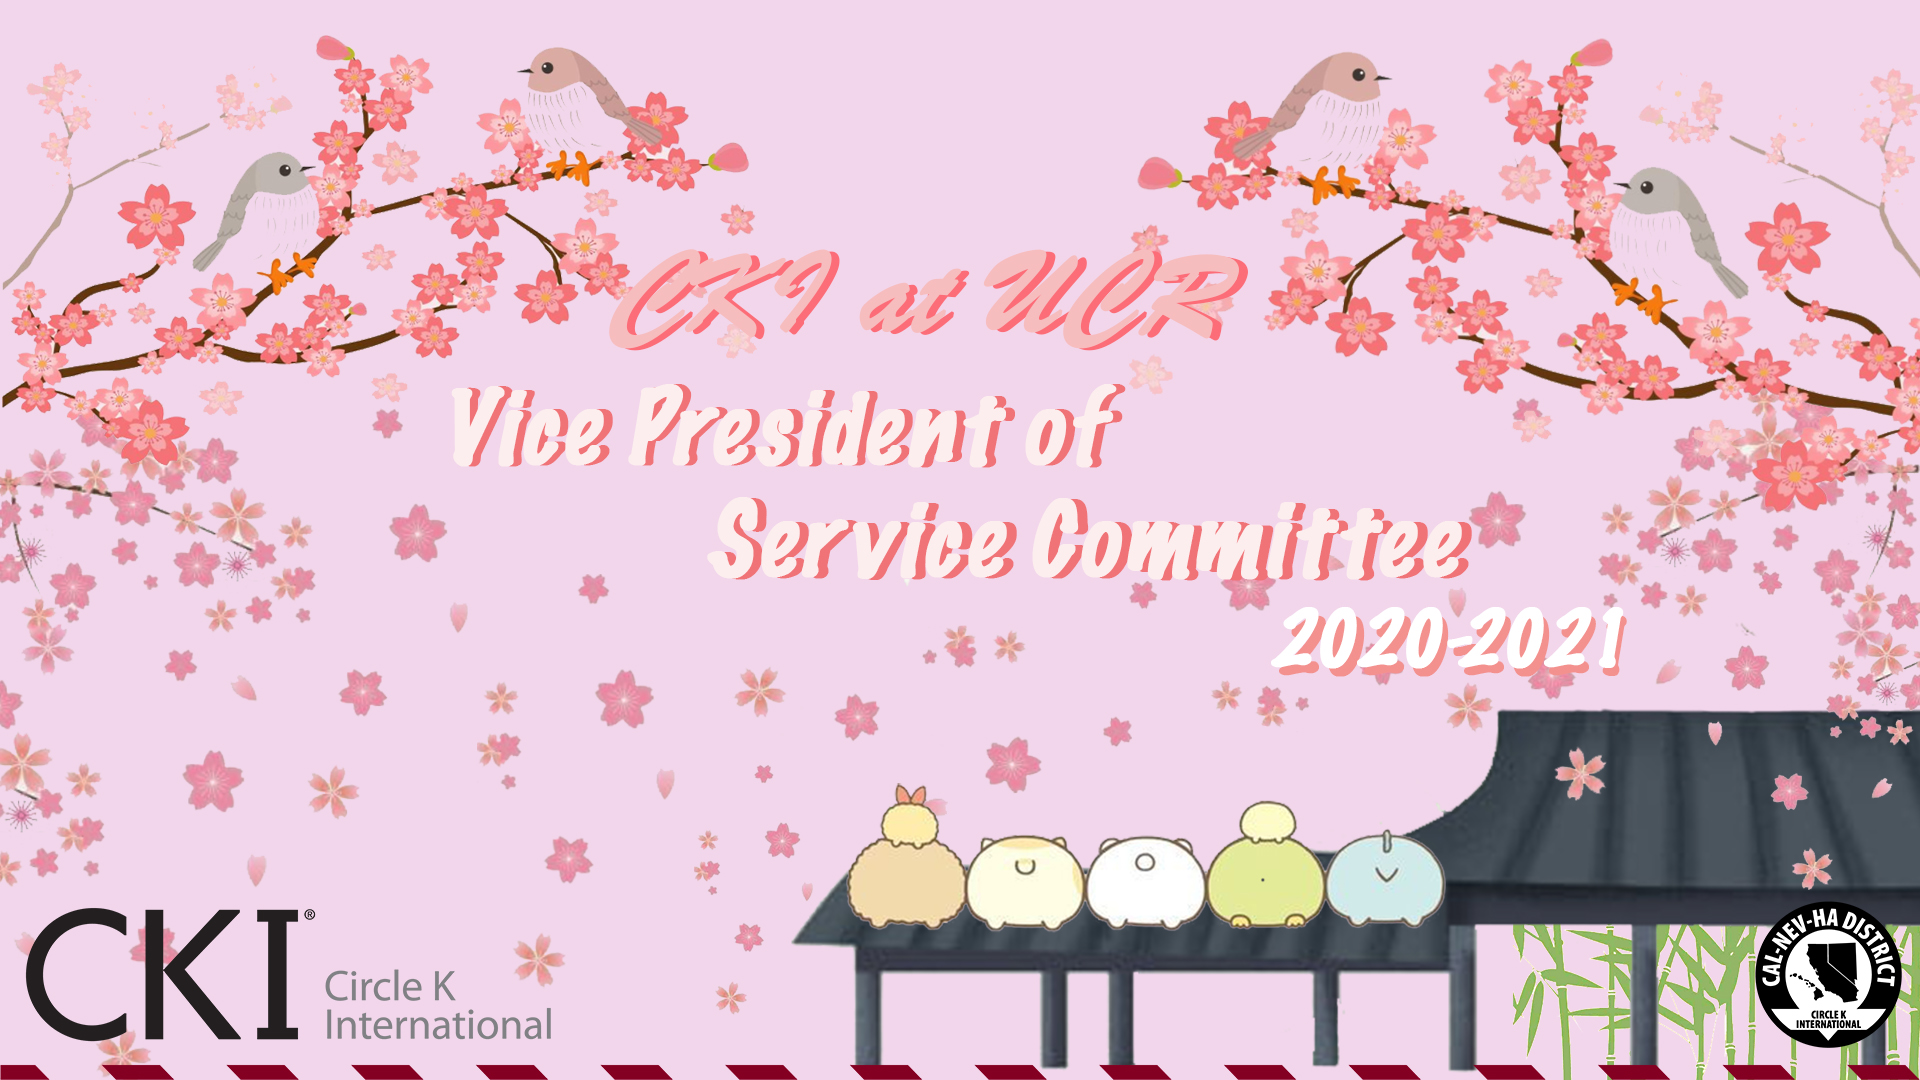 CKI at UCR
Vice President of
Service Committee
2020-2021
CKI®
Circle K
International
CAL-NEV-HA DISTRICT
CIRCLE K
INTERNATIONAL